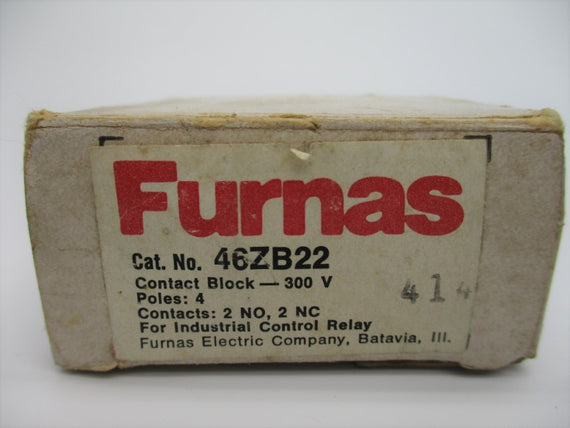 Furnas
Cat. No. 46ZB22
Contact Block — 300 V
Poles: 4
Contacts: 2 NO, 2 NC
For Industrial Control Relay
Furnas Electric Company, Batavia, Ill.
414